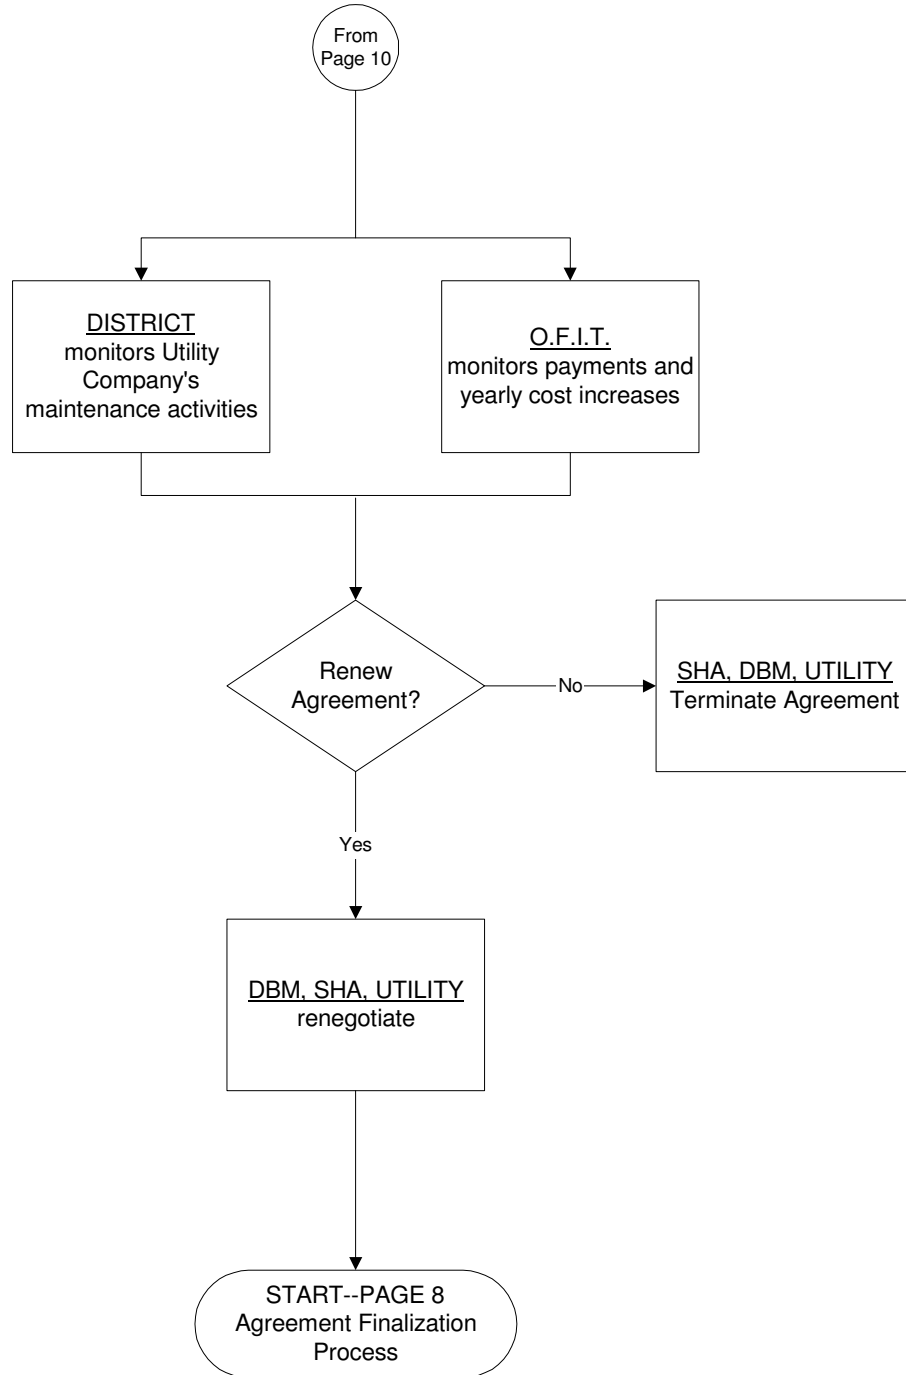 From
Page 10
DISTRICT
monitors Utility
Company's
maintenance activities
O.F.I.T.
monitors payments and
yearly cost increases
Renew
Agreement?
No
SHA, DBM, UTILITY
Terminate Agreement
Yes
DBM, SHA, UTILITY
renegotiate
START--PAGE 8
Agreement Finalization
Process